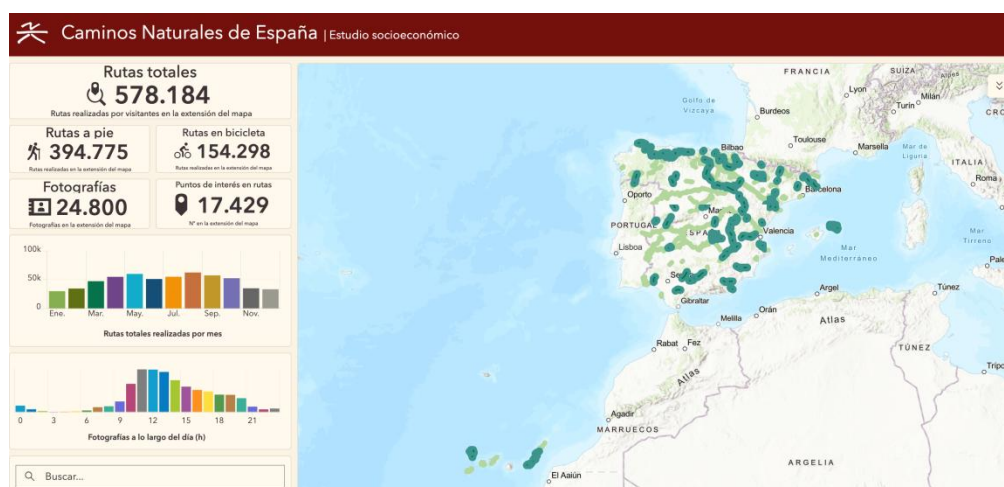 Caminos Naturales de España | Estudio socioeconómico
Rutas totales
578.184
Rutas realizadas por visitantes en la extensión del mapa
Rutas a pie
394.775
Rutas realizadas en la extensión del mapa
Rutas en bicicleta
154.298
Rutas realizadas en la extensión del mapa
Fotografías
24.800
Fotografías en la extensión del mapa
Puntos de interés en rutas
17.429
Nº en la extensión del mapa
100k
50k
0
Ene. Mar. May. Jul. Sep. Nov.
Rutas totales realizadas por mes
0 3 6 9 12 15 18 21
Fotografías a lo largo del día (h)
Buscar...
FRANCIA
SUIZA
Alpes
Lyon
Milán
Turín
CRO
Golfo de
Vizcaya
Burdeos
Toulouse
Marsella
Mar de
Liguria
ITALIA
Roma
Bilbao
Oporto
Barcelona
PORTUGAL
Ma
SPA
Valencia
Lisboa
Mar
Mediterráneo
Mar
Tirreno
Pale
Se
Gibraltar
Argel
Túnez
Melilla
Orán
Atlas
Rabat
Fez
TÚNEZ
Trípo
Atlas
Agadir
MARRUECOS
El Aaiún
ARGELIA